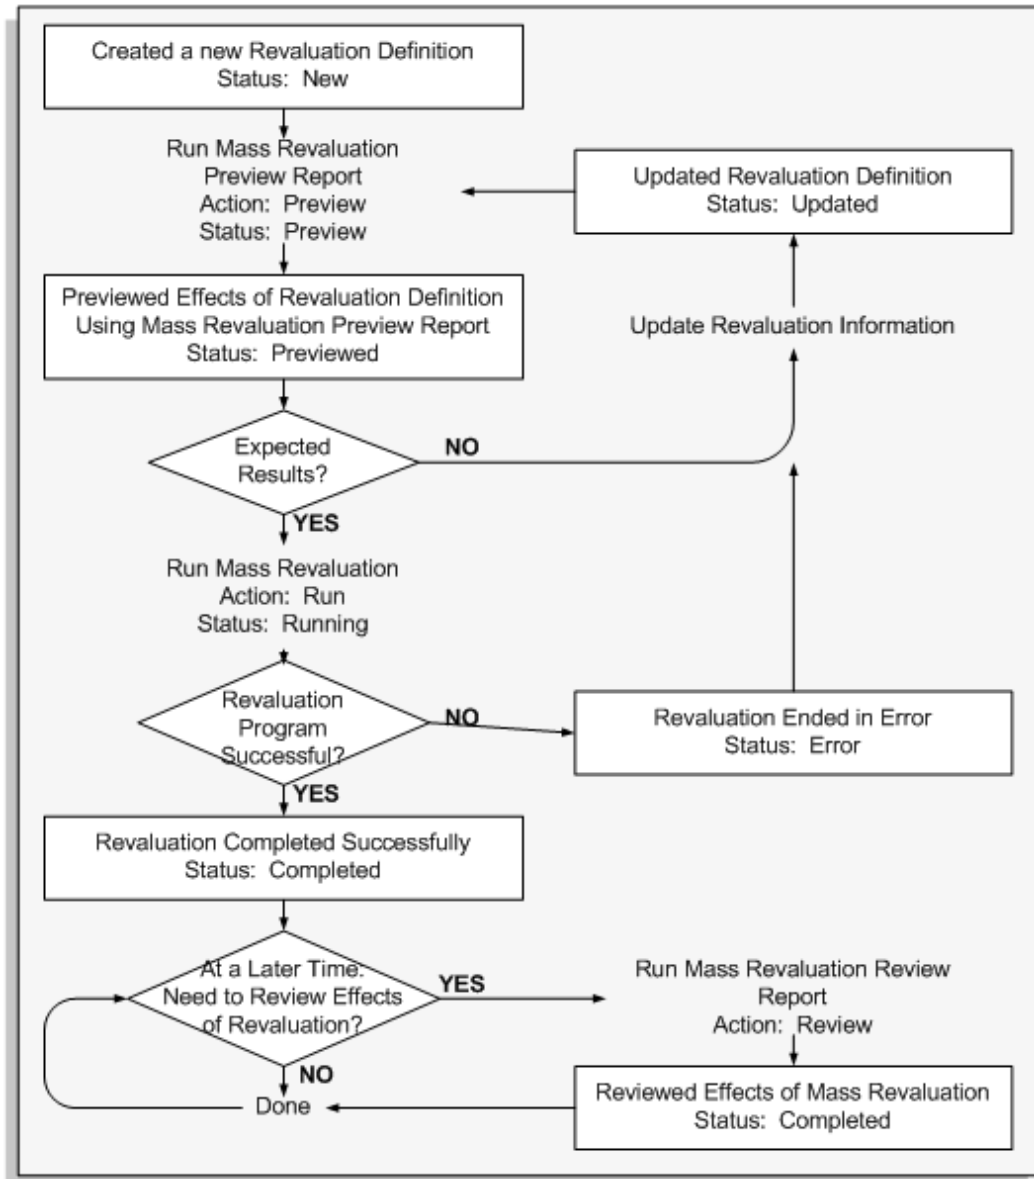 Created a new Revaluation Definition
Status: New
Run Mass Revaluation
Preview Report
Action: Preview
Status: Preview
Updated Revaluation Definition
Status: Updated
Previewed Effects of Revaluation Definition
Using Mass Revaluation Preview Report
Status: Previewed
Update Revaluation Information
Expected
Results?
NO
YES
Run Mass Revaluation
Action: Run
Status: Running
Revaluation
Program
Successful?
NO
Revaluation Ended in Error
Status: Error
YES
Revaluation Completed Successfully
Status: Completed
At a Later Time:
Need to Review Effects
of Revaluation?
YES
Run Mass Revaluation Review
Report
Action: Review
NO
Done
Reviewed Effects of Mass Revaluation
Status: Completed